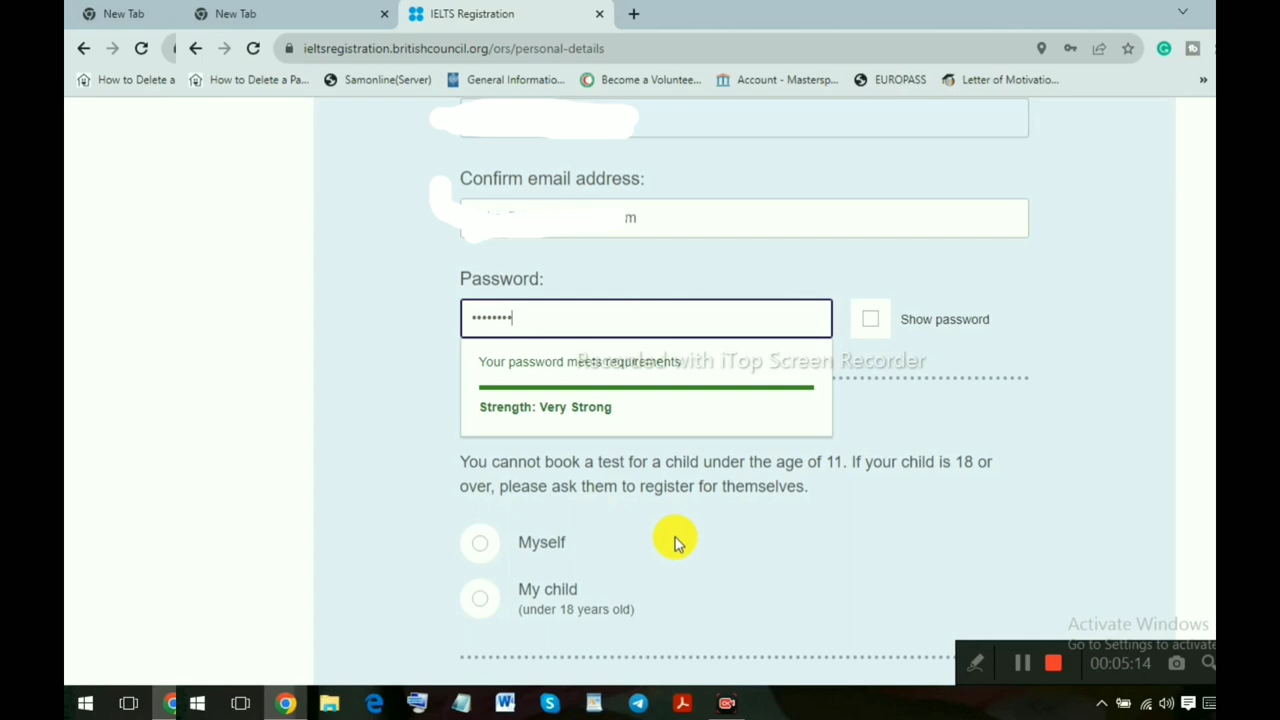 New Tab
New Tab
IELTS Registration
ieltsregistration.britishcouncil.org/ors/personal-details
How to Delete a
How to Delete a Pa...
Samonline(Server)
General Informatio...
Become a Voluntee...
Account - Mastersp...
EUROPASS
Letter of Motivatio...
»
Confirm email address:
m
Password:
••••••••
Show password
Your password meets requirements
Recorded with iTop Screen Recorder
Strength: Very Strong
You cannot book a test for a child under the age of 11. If your child is 18 or
over, please ask them to register for themselves.
Myself
My child
(under 18 years old)
Activate Windows
Go to Settings to activate
00:05:14